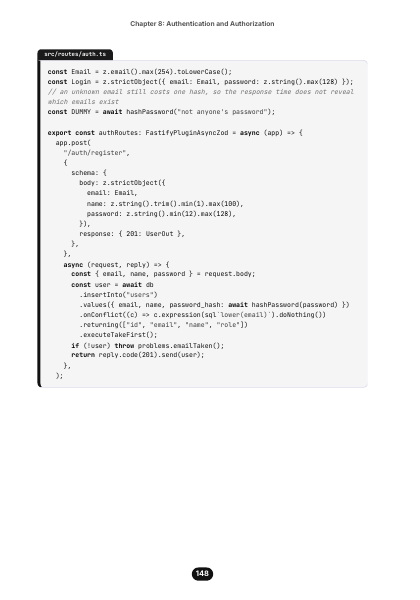 Chapter 8: Authentication and Authorization
src/routes/auth.ts
const Email = z.email().max(254).toLowerCase();
const Login = z.strictObject({ email: Email, password: z.string().max(128) });
// an unknown email still costs one hash, so the response time does not reveal
which emails exist
const DUMMY = await hashPassword("not anyone's password");

export const authRoutes: FastifyPluginAsyncZod = async (app) => {
  app.post(
    "/auth/register",
    {
      schema: {
        body: z.strictObject({
          email: Email,
          name: z.string().trim().min(1).max(100),
          password: z.string().min(12).max(128),
        }),
        response: { 201: UserOut },
      },
    },
    async (request, reply) => {
      const { email, name, password } = request.body;
      const user = await db
        .insertInto("users")
        .values({ email, name, password_hash: await hashPassword(password) })
        .onConflict((c) => c.expression(sql`lower(email)`).doNothing())
        .returning(["id", "email", "name", "role"])
        .executeTakeFirst();
      if (!user) throw problems.emailTaken();
      return reply.code(201).send(user);
    },
  );
148